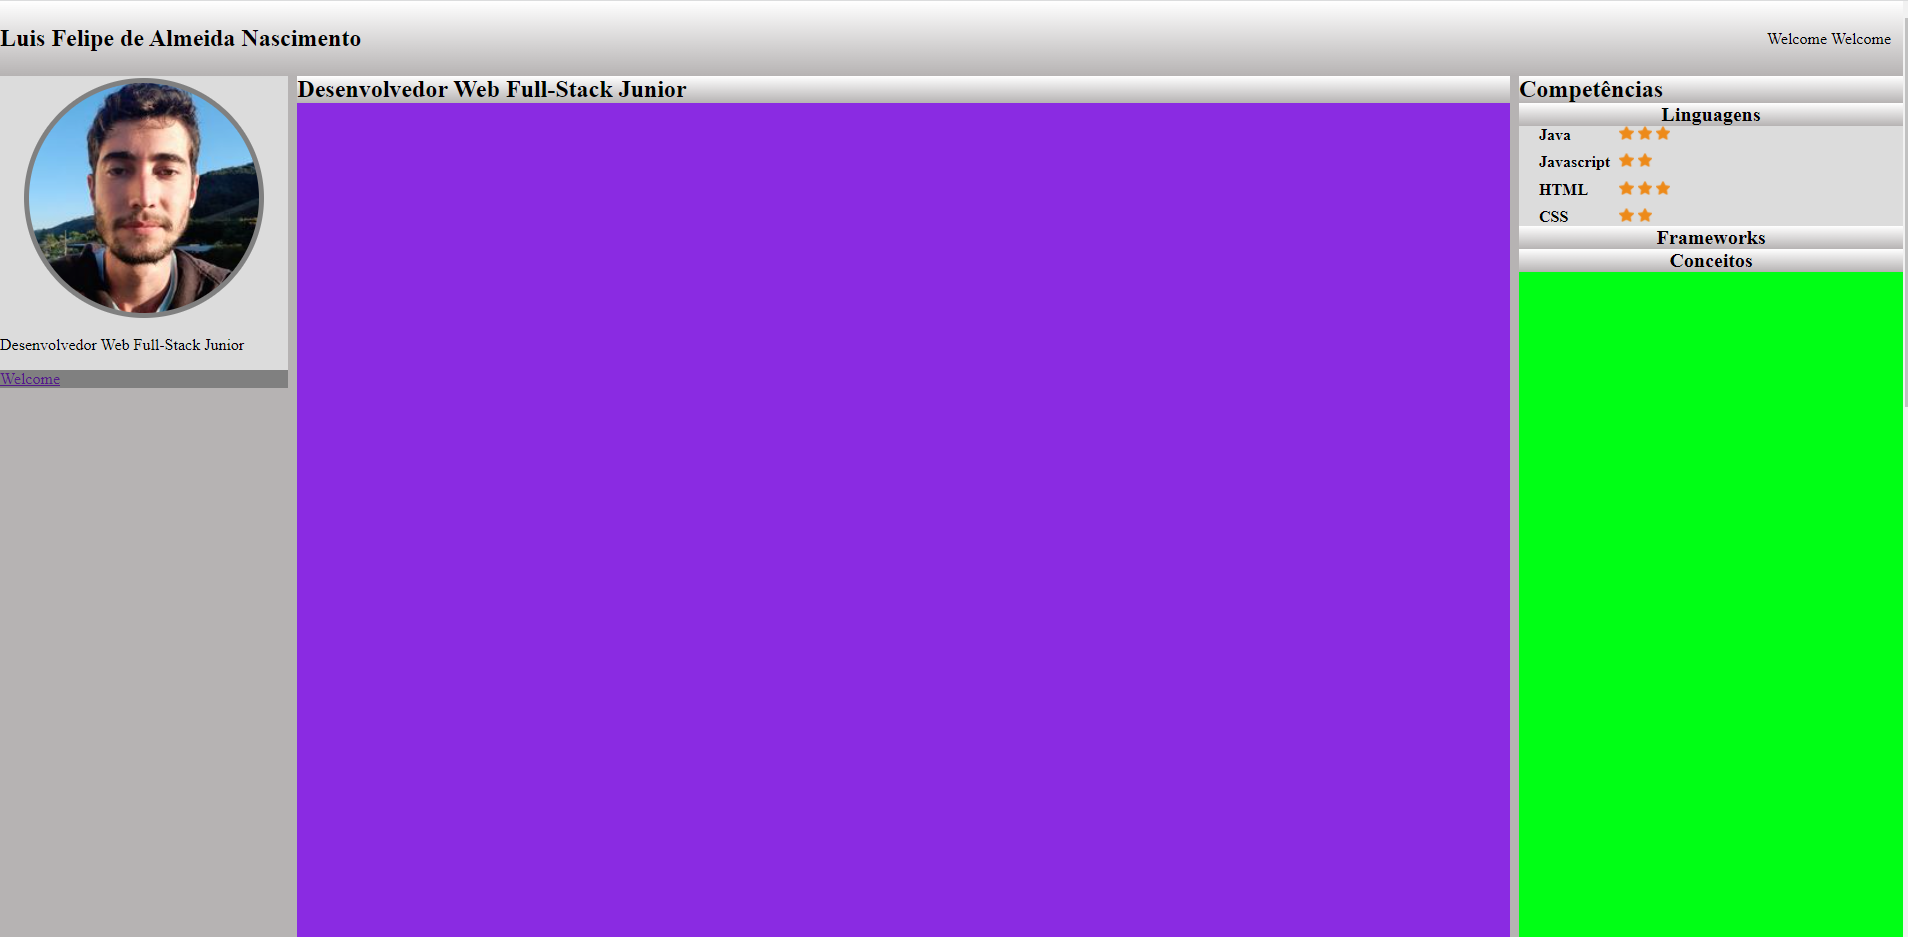 Luis Felipe de Almeida Nascimento
Welcome Welcome
Desenvolvedor Web Full-Stack Junior
Welcome
Desenvolvedor Web Full-Stack Junior
Competências
Linguagens
Java
Javascript
HTML
CSS
Frameworks
Conceitos